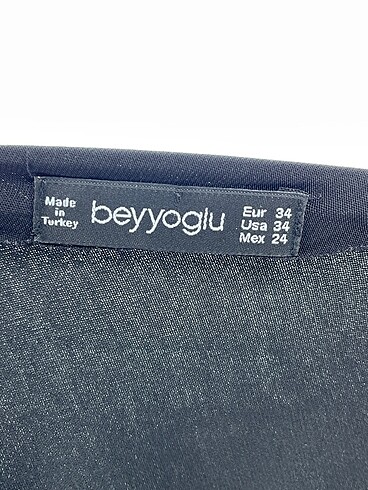 Made
in
Turkey
beyyoglu
Eur 34
Usa 34
Mex 24